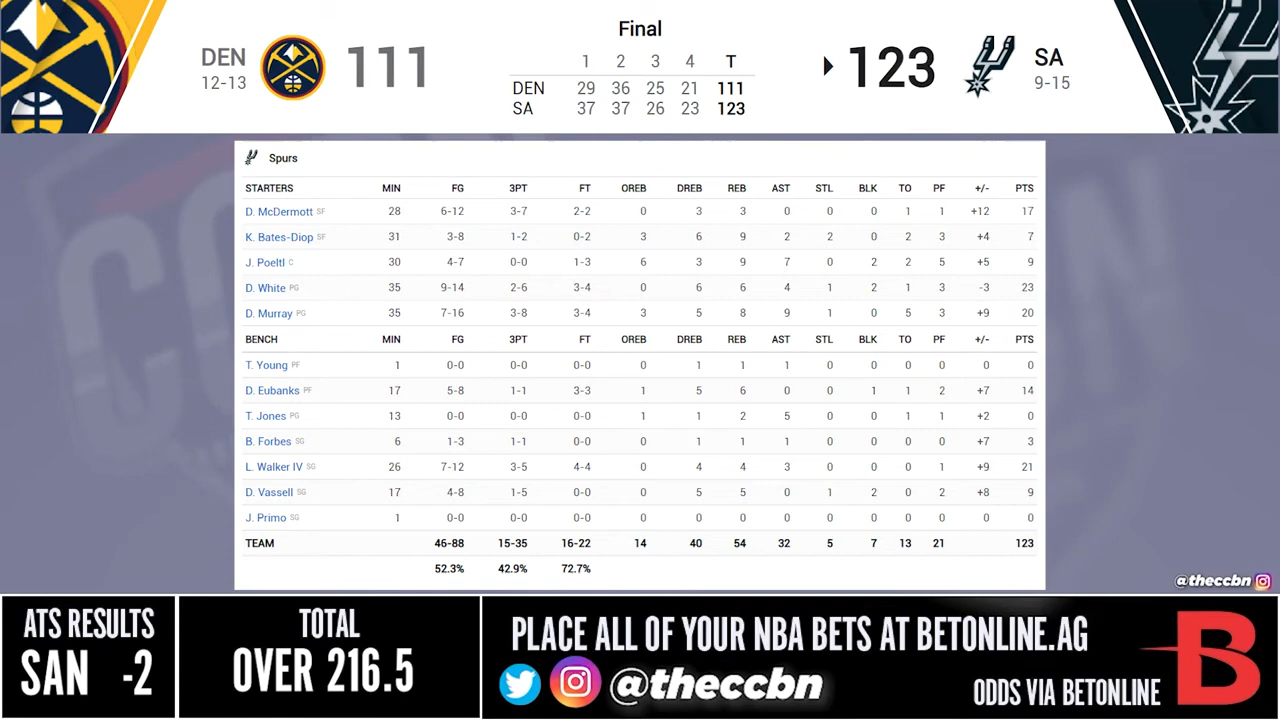 DEN 12-13 111
Final
1 2 3 4 T
DEN 29 36 25 21 111
SA 37 37 26 23 123
123 SA 9-15
Spurs
STARTERS MIN FG 3PT FT OREB DREB REB AST STL BLK TO PF +/- PTS
D. McDermott SF 28 6-12 3-7 2-2 0 3 3 0 0 0 1 1 +12 17
K. Bates-Diop SF 31 3-8 1-2 0-2 3 6 9 2 2 0 2 3 +4 7
J. Poeltl C 30 4-7 0-0 1-3 6 3 9 7 0 2 2 5 +5 9
D. White PG 35 9-14 2-6 3-4 0 6 6 4 1 2 1 3 -3 23
D. Murray PG 35 7-16 3-8 3-4 3 5 8 9 1 0 5 3 +9 20
BENCH MIN FG 3PT FT OREB DREB REB AST STL BLK TO PF +/- PTS
T. Young PF 1 0-0 0-0 0-0 0 1 1 1 0 0 0 0 0 0
D. Eubanks PF 17 5-8 1-1 3-3 1 5 6 0 0 1 1 2 +7 14
T. Jones PG 13 0-0 0-0 0-0 1 1 2 5 0 0 1 1 +2 0
B. Forbes SG 6 1-3 1-1 0-0 0 1 1 1 0 0 0 0 +7 3
L. Walker IV SG 26 7-12 3-5 4-4 0 4 4 3 0 0 0 1 +9 21
D. Vassell SG 17 4-8 1-5 0-0 0 5 5 0 1 2 0 2 +8 9
J. Primo SG 1 0-0 0-0 0-0 0 0 0 0 0 0 0 0 0 0
TEAM 46-88 15-35 16-22 14 40 54 32 5 7 13 21 123
52.3% 42.9% 72.7%
@theccbn
ATS RESULTS
SAN -2
TOTAL
OVER 216.5
PLACE ALL OF YOUR NBA BETS AT BETONLINE.AG
@theccbn
ODDS VIA BETONLINE
B